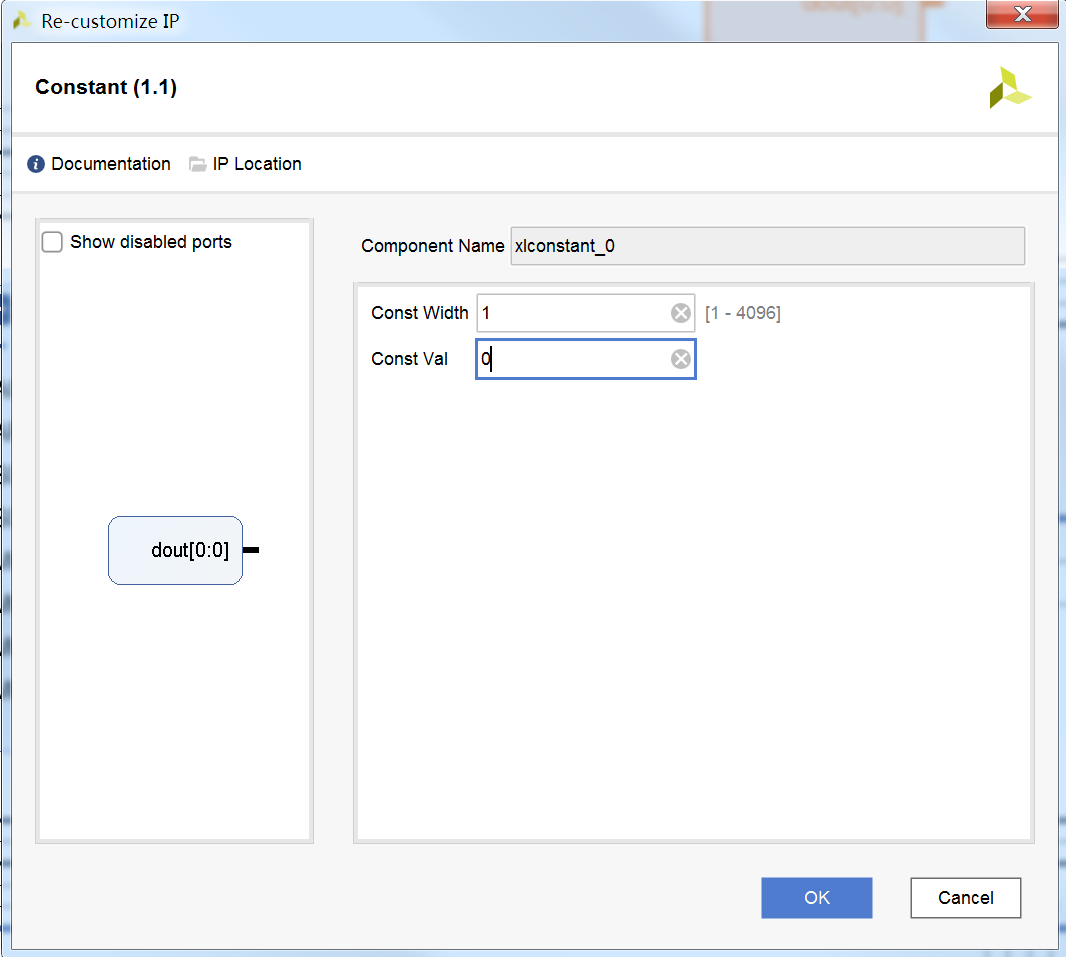 Re-customize IP
Constant (1.1)
Documentation IP Location
Show disabled ports
Component Name xlconstant_0
Const Width 1 [1 - 4096]
Const Val 0
dout[0:0]
OK Cancel